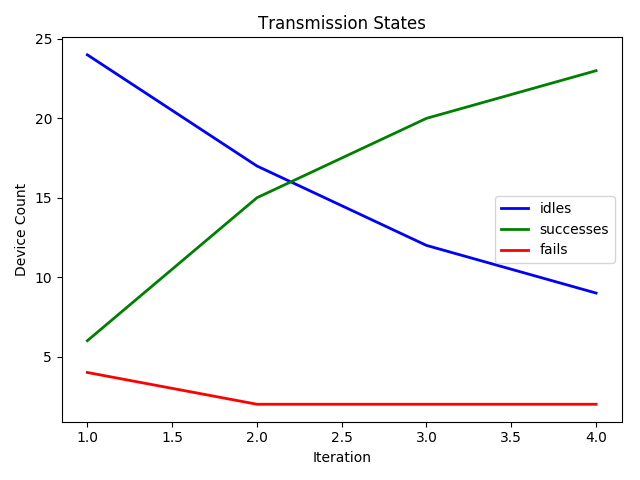 Transmission States
Device Count
25
20
15
10
5
idles
successes
fails
1.0 1.5 2.0 2.5 3.0 3.5 4.0
Iteration